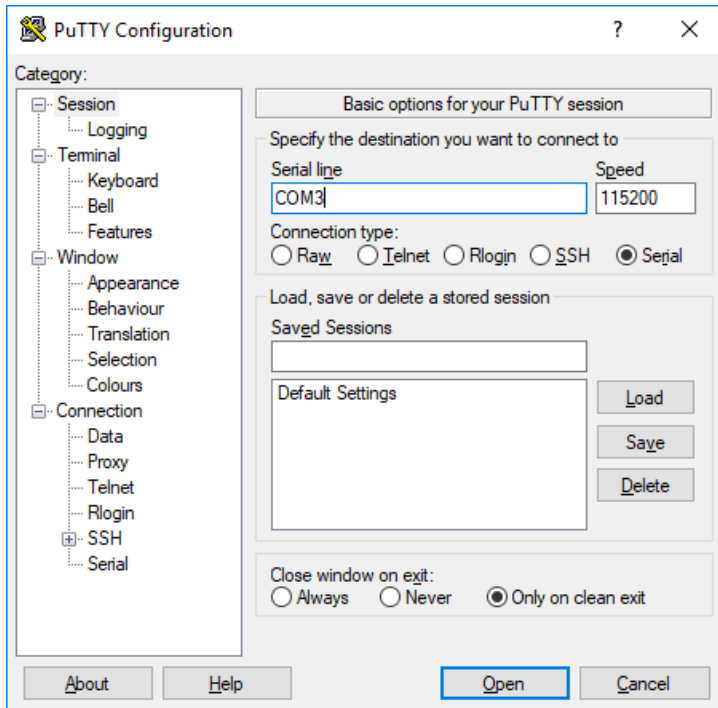 PuTTY Configuration
?
Category:
Session
Logging
Terminal
Keyboard
Bell
Features
Window
Appearance
Behaviour
Translation
Selection
Colours
Connection
Data
Proxy
Telnet
Rlogin
SSH
Serial
Basic options for your PuTTY session
Specify the destination you want to connect to
Serial line Speed
COM3 115200
Connection type:
Raw Telnet Rlogin SSH Serial
Load, save or delete a stored session
Saved Sessions
Default Settings
Load
Save
Delete
Close window on exit:
Always Never Only on clean exit
About Help Open Cancel